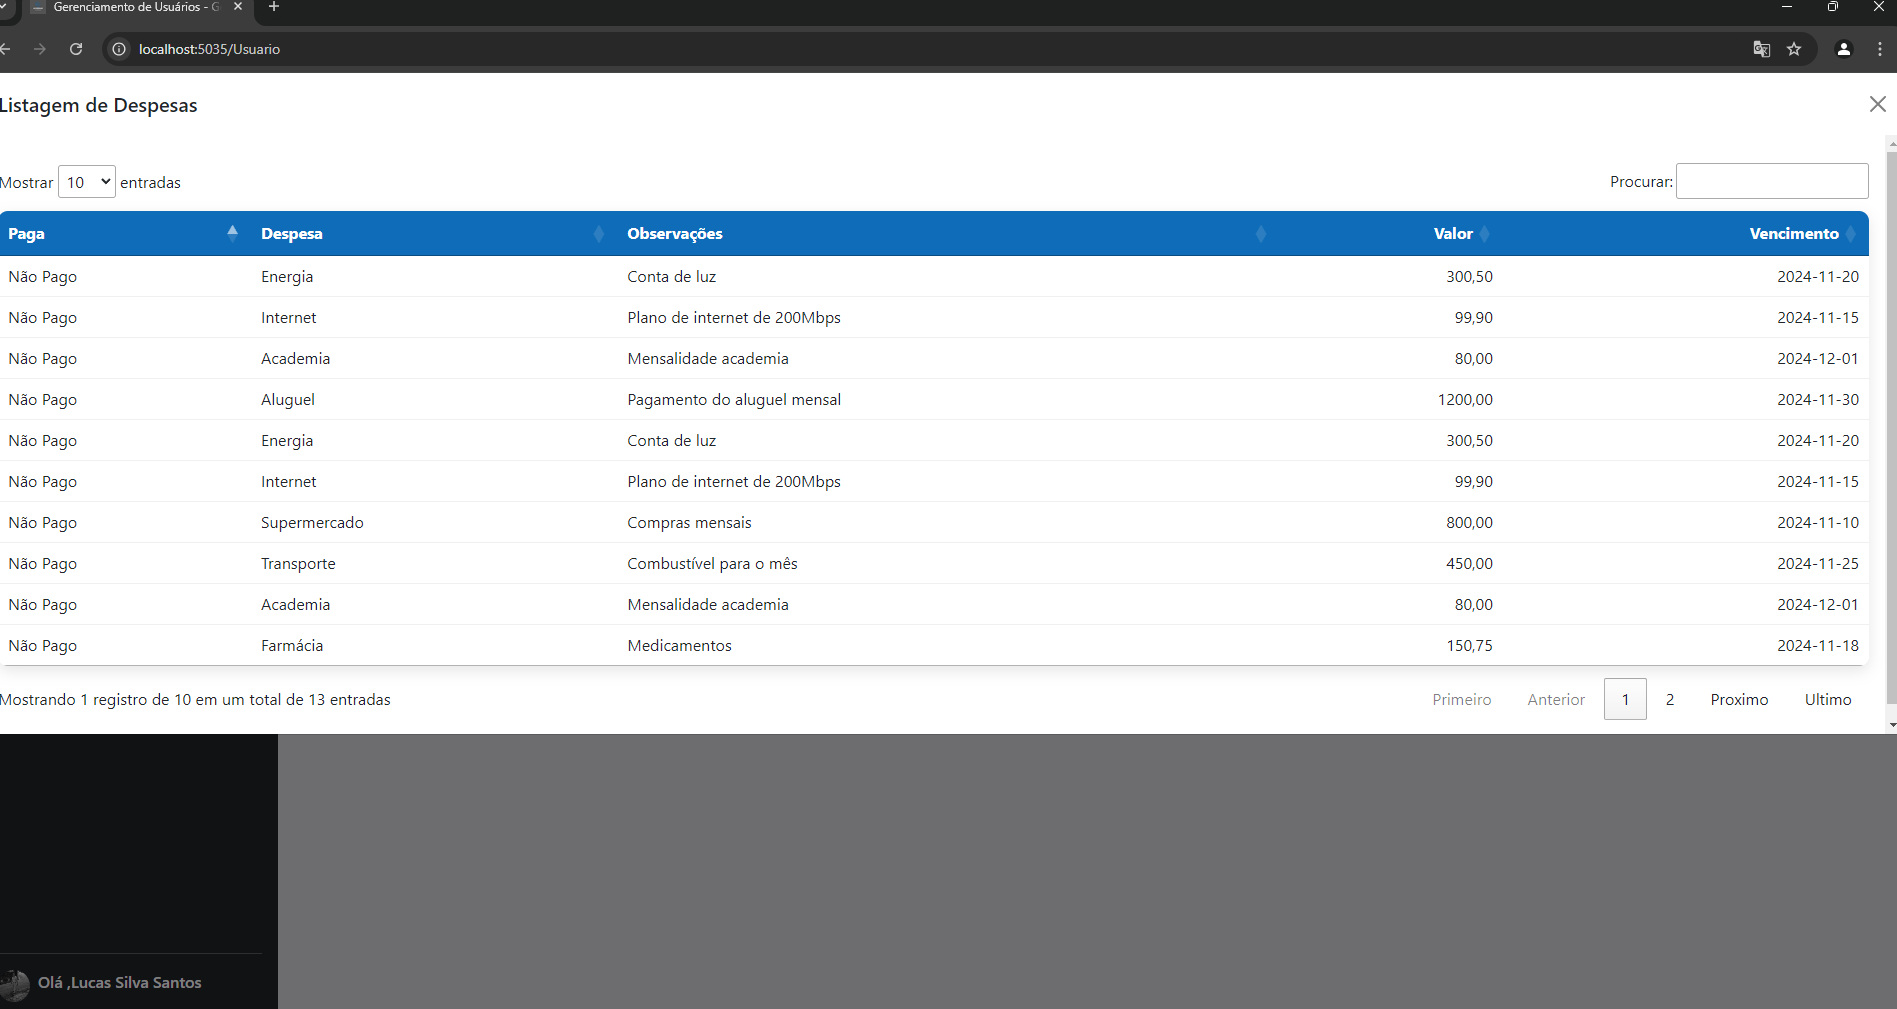 Gerenciamento de Usuários - G
localhost:5035/Usuario
Listagem de Despesas
Mostrar 10 entradas Procurar:
Paga Despesa Observações Valor Vencimento
Não Pago Energia Conta de luz 300,50 2024-11-20
Não Pago Internet Plano de internet de 200Mbps 99,90 2024-11-15
Não Pago Academia Mensalidade academia 80,00 2024-12-01
Não Pago Aluguel Pagamento do aluguel mensal 1200,00 2024-11-30
Não Pago Energia Conta de luz 300,50 2024-11-20
Não Pago Internet Plano de internet de 200Mbps 99,90 2024-11-15
Não Pago Supermercado Compras mensais 800,00 2024-11-10
Não Pago Transporte Combustível para o mês 450,00 2024-11-25
Não Pago Academia Mensalidade academia 80,00 2024-12-01
Não Pago Farmácia Medicamentos 150,75 2024-11-18
Mostrando 1 registro de 10 em um total de 13 entradas Primeiro Anterior 1 2 Proximo Ultimo
Olá ,Lucas Silva Santos